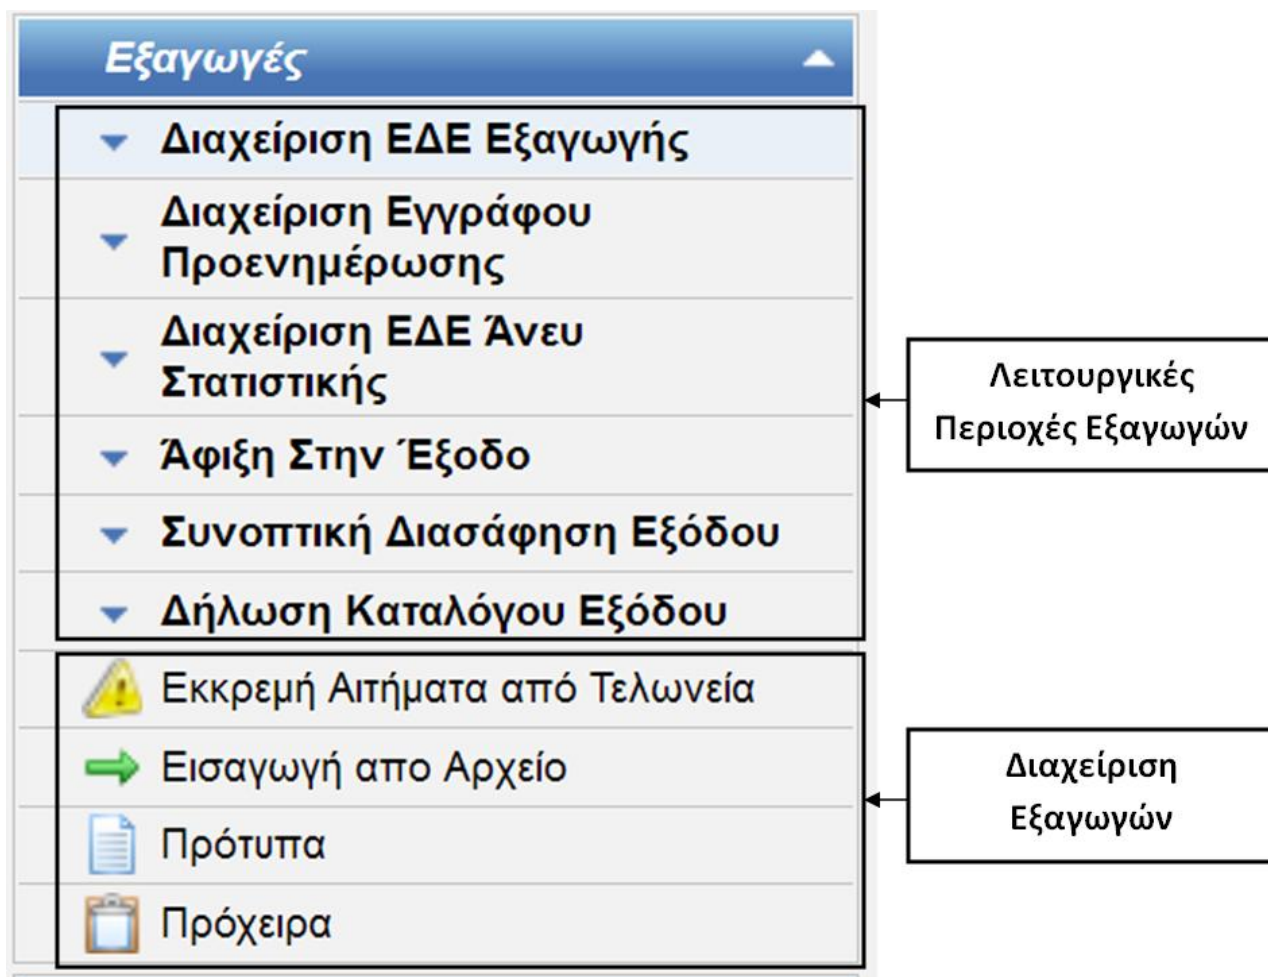 Εξαγωγές
Διαχείριση ΕΔΕ Εξαγωγής
Διαχείριση Εγγράφου
Προενημέρωσης
Διαχείριση ΕΔΕ Άνευ
Στατιστικής
Άφιξη Στην Έξοδο
Συνοπτική Διασάφηση Εξόδου
Δήλωση Καταλόγου Εξόδου
Λειτουργικές
Περιοχές Εξαγωγών
Εκκρεμή Αιτήματα από Τελωνεία
Εισαγωγή απο Αρχείο
Πρότυπα
Πρόχειρα
Διαχείριση
Εξαγωγών